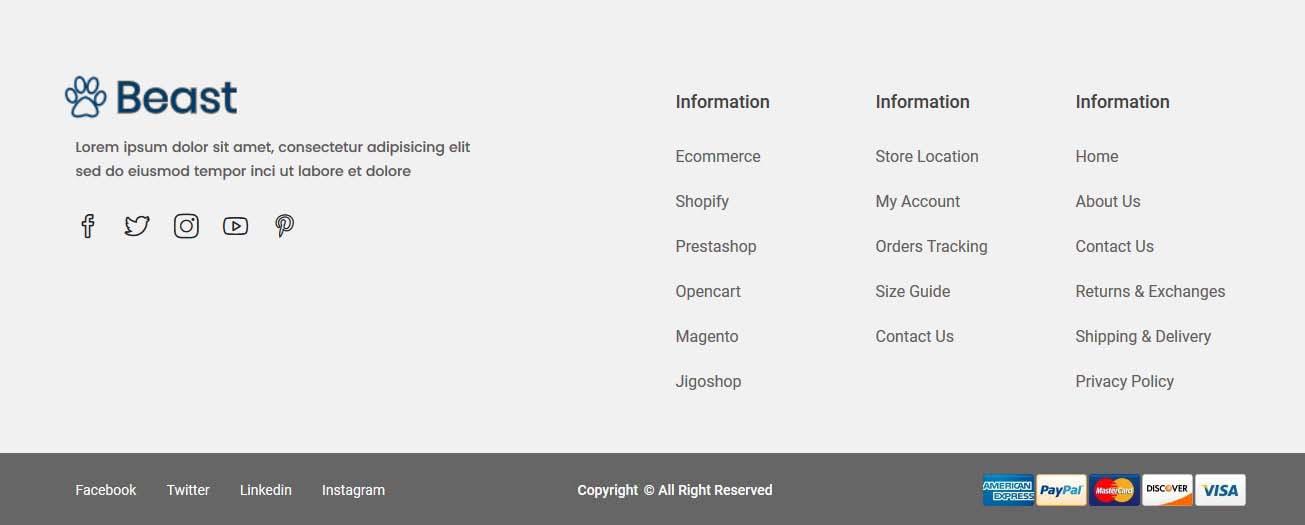 Beast
Lorem ipsum dolor sit amet, consectetur adipisicing elit
sed do eiusmod tempor inci ut labore et dolore
Information
Ecommerce
Shopify
Prestashop
Opencart
Magento
Jigoshop
Information
Store Location
My Account
Orders Tracking
Size Guide
Contact Us
Information
Home
About Us
Contact Us
Returns & Exchanges
Shipping & Delivery
Privacy Policy
Facebook Twitter Linkedin Instagram
Copyright © All Right Reserved
AMERICAN
EXPRESS
PayPal
MasterCard
DISCOVER
VISA